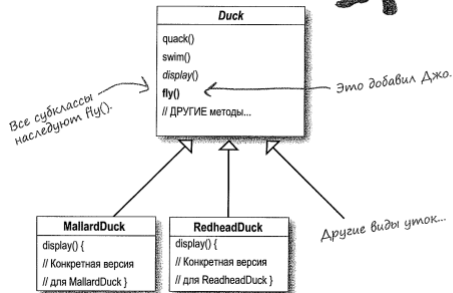 Duck
quack()
swim()
display()
fly()
// ДРУГИЕ методы...
Все субклассы
наследуют fly().
Это добавил Джо.
Другие виды уток...
MallardDuck
display() {
// Конкретная версия
// для MallardDuck }
RedheadDuck
display() {
// Конкретная версия
// для ReadheadDuck }